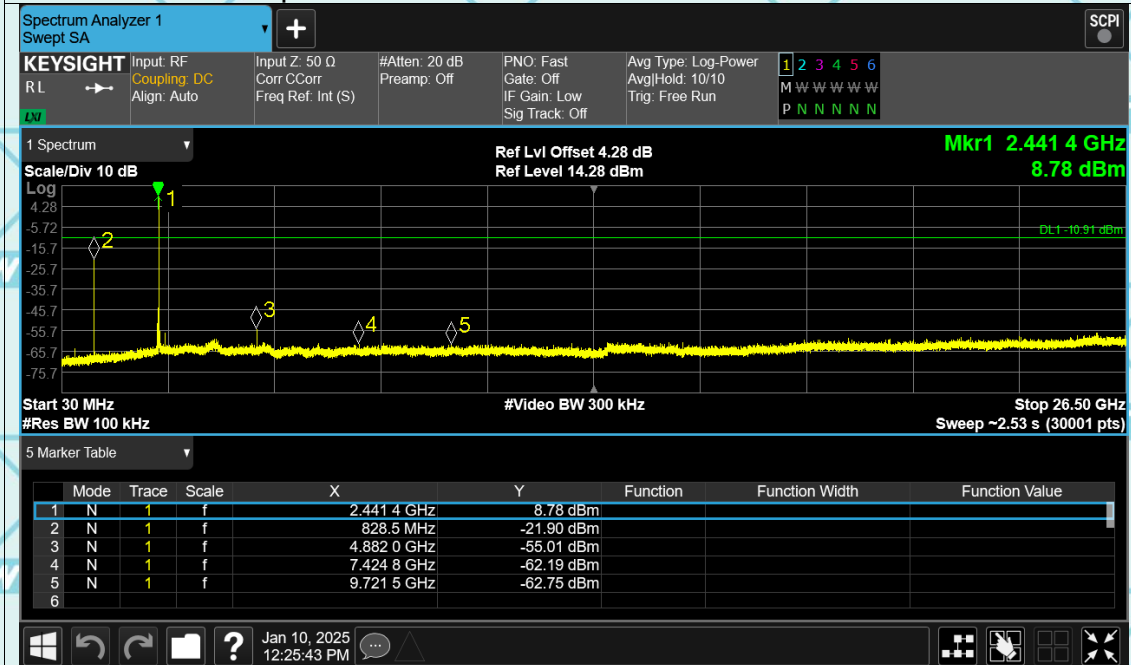 Spectrum Analyzer 1
Swept SA
SCPI
KEYSIGHT
R L
LXI
Input: RF
Coupling: DC
Align: Auto
Input Z: 50 Ω
Corr CCorr
Freq Ref: Int (S)
#Atten: 20 dB
Preamp: Off
PNO: Fast
Gate: Off
IF Gain: Low
Sig Track: Off
Avg Type: Log-Power
Avg|Hold: 10/10
Trig: Free Run
1 2 3 4 5 6
M W W W W W
P N N N N N
1 Spectrum
Scale/Div 10 dB
Ref Lvl Offset 4.28 dB
Ref Level 14.28 dBm
Mkr1 2.441 4 GHz
8.78 dBm
Log
4.28
-5.72
-15.7
-25.7
-35.7
-45.7
-55.7
-65.7
-75.7
1
2
3
4
5
DL1 -10.91 dBm
Start 30 MHz
#Video BW 300 kHz
Stop 26.50 GHz
#Res BW 100 kHz
Sweep ~2.53 s (30001 pts)
5 Marker Table
Mode Trace Scale X Y Function Function Width Function Value
1 N 1 f 2.441 4 GHz 8.78 dBm
2 N 1 f 828.5 MHz -21.90 dBm
3 N 1 f 4.882 0 GHz -55.01 dBm
4 N 1 f 7.424 8 GHz -62.19 dBm
5 N 1 f 9.721 5 GHz -62.75 dBm
6
?
Jan 10, 2025
12:25:43 PM